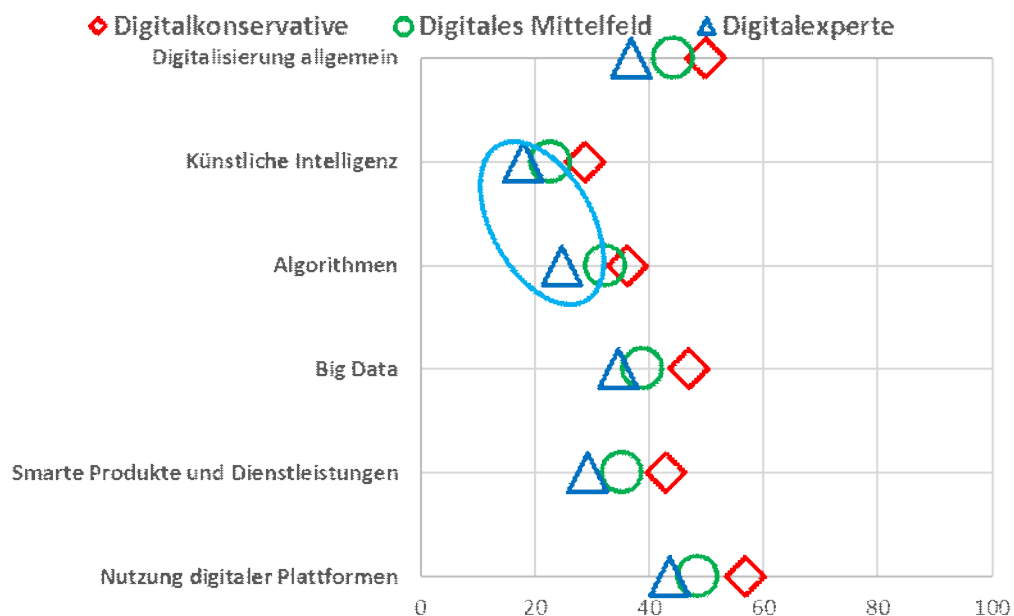 Digitalkonservative Digitales Mittelfeld Digitalexperte
Digitalisierung allgemein
Künstliche Intelligenz
Algorithmen
Big Data
Smarte Produkte und Dienstleistungen
Nutzung digitaler Plattformen
0 20 40 60 80 100